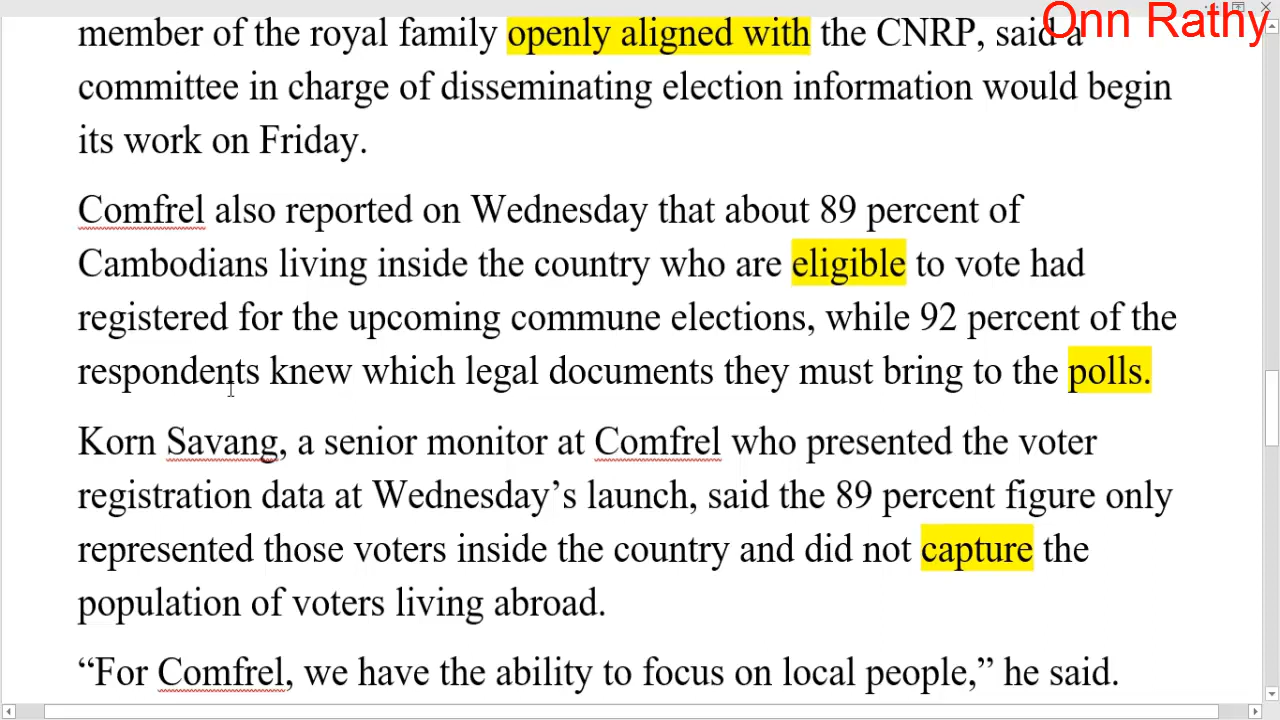 Onn Rathy
member of the royal family openly aligned with the CNRP, said a
committee in charge of disseminating election information would begin
its work on Friday.
Comfrel also reported on Wednesday that about 89 percent of
Cambodians living inside the country who are eligible to vote had
registered for the upcoming commune elections, while 92 percent of the
respondents knew which legal documents they must bring to the polls.
Korn Savang, a senior monitor at Comfrel who presented the voter
registration data at Wednesday’s launch, said the 89 percent figure only
represented those voters inside the country and did not capture the
population of voters living abroad.
“For Comfrel, we have the ability to focus on local people,” he said.